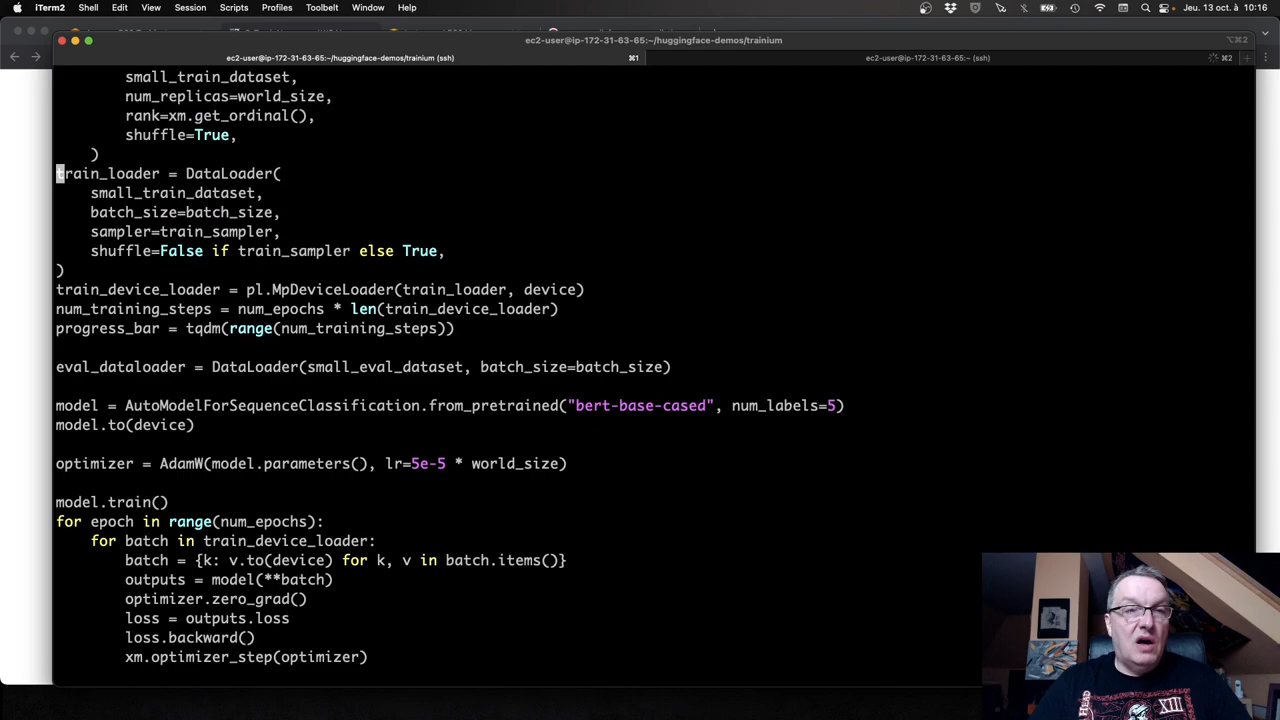 iTerm2 Shell Edit View Session Scripts Profiles Toolbelt Window Help Jeu. 13 oct. à 10:16
ec2-user@ip-172-31-63-65:~/huggingface-demos/trainium ⌥⌘2
ec2-user@ip-172-31-63-65:~/huggingface-demos/trainium (ssh) ⌘1 ec2-user@ip-172-31-63-65:~ (ssh) ⌘2
small_train_dataset,
num_replicas=world_size,
rank=xm.get_ordinal(),
shuffle=True,
)
train_loader = DataLoader(
small_train_dataset,
batch_size=batch_size,
sampler=train_sampler,
shuffle=False if train_sampler else True,
)
train_device_loader = pl.MpDeviceLoader(train_loader, device)
num_training_steps = num_epochs * len(train_device_loader)
progress_bar = tqdm(range(num_training_steps))
eval_dataloader = DataLoader(small_eval_dataset, batch_size=batch_size)
model = AutoModelForSequenceClassification.from_pretrained("bert-base-cased", num_labels=5)
model.to(device)
optimizer = AdamW(model.parameters(), lr=5e-5 * world_size)
model.train()
for epoch in range(num_epochs):
for batch in train_device_loader:
batch = {k: v.to(device) for k, v in batch.items()}
outputs = model(**batch)
optimizer.zero_grad()
loss = outputs.loss
loss.backward()
xm.optimizer_step(optimizer)
XIII